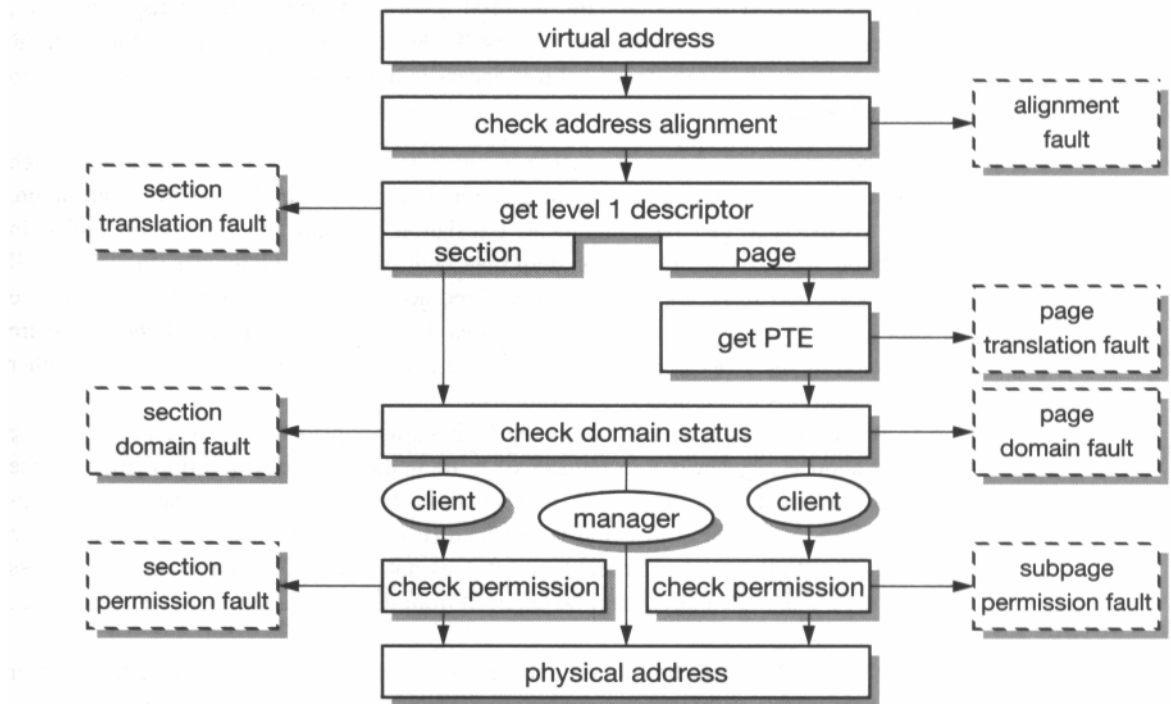 virtual address
check address alignment
alignment
fault
section
translation fault
get level 1 descriptor
section
page
get PTE
page
translation fault
section
domain fault
check domain status
page
domain fault
client
manager
client
section
permission fault
check permission
check permission
subpage
permission fault
physical address